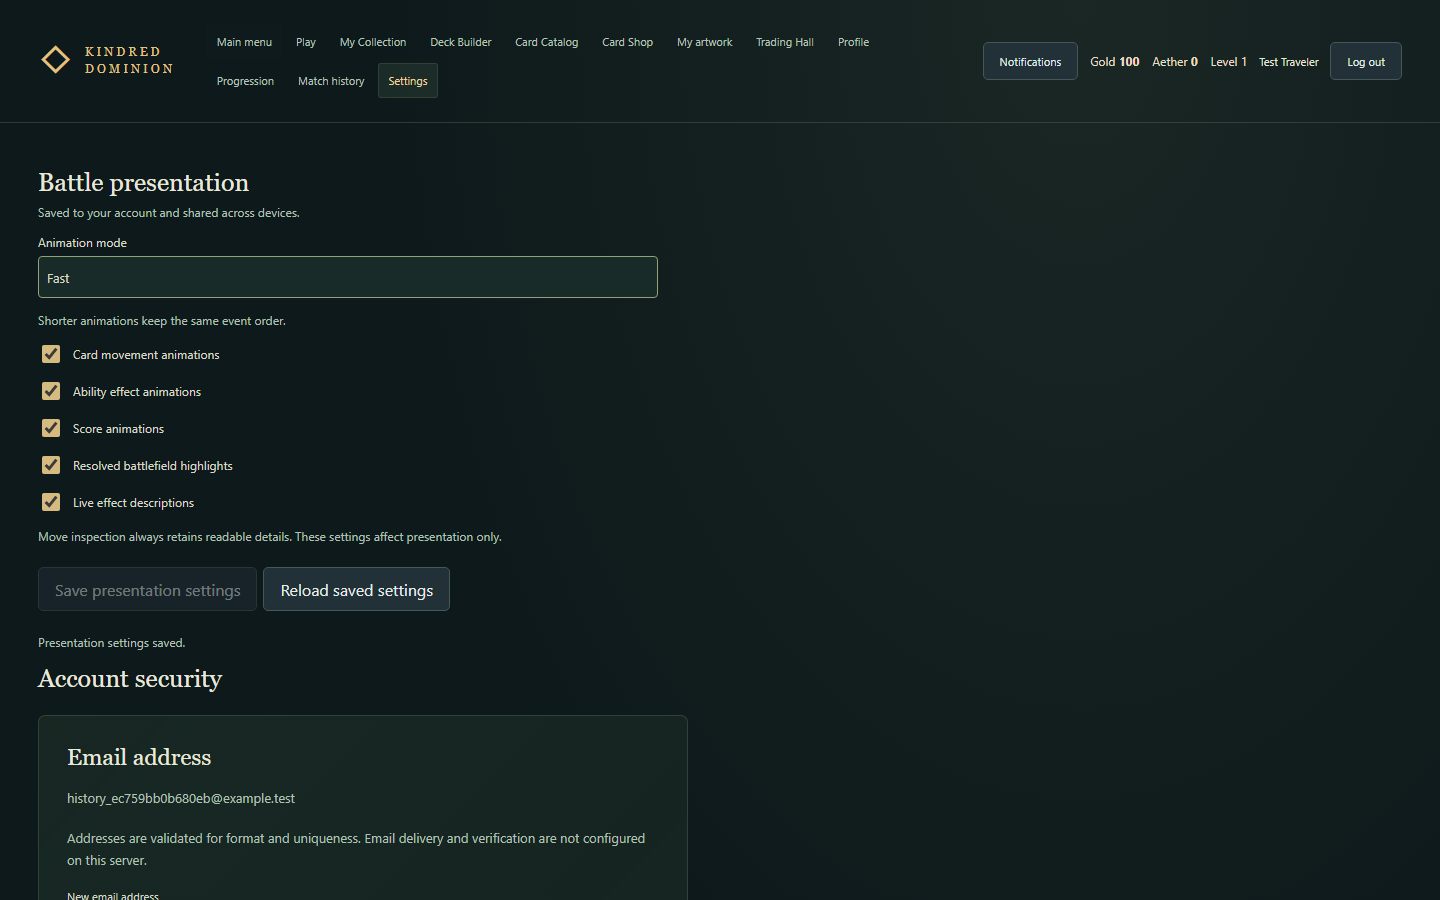 KINDRED
DOMINION
Main menu Play My Collection Deck Builder Card Catalog Card Shop My artwork Trading Hall Profile
Progression Match history Settings
Notifications Gold 100 Aether 0 Level 1 Test Traveler Log out
Battle presentation
Saved to your account and shared across devices.
Animation mode
Fast
Shorter animations keep the same event order.
Card movement animations
Ability effect animations
Score animations
Resolved battlefield highlights
Live effect descriptions
Move inspection always retains readable details. These settings affect presentation only.
Save presentation settings Reload saved settings
Presentation settings saved.
Account security
Email address
history_ec759bb0b680eb@example.test
Addresses are validated for format and uniqueness. Email delivery and verification are not configured
on this server.
New email address